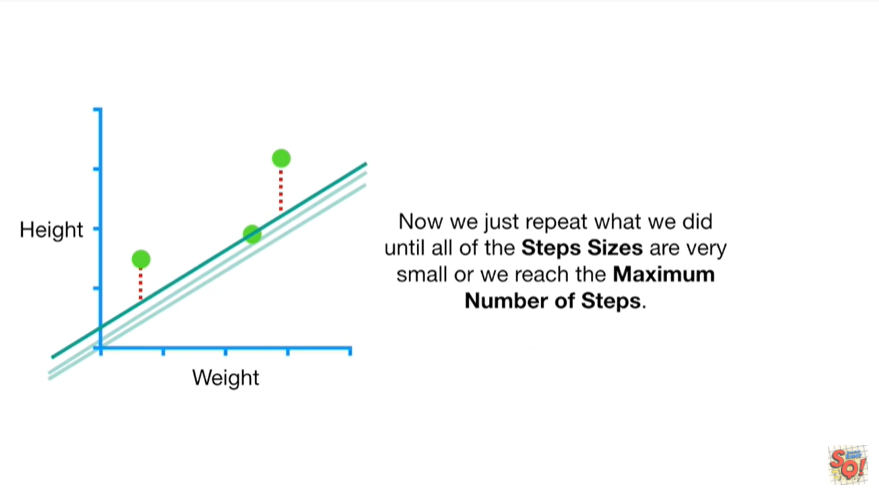 Height
Now we just repeat what we did
until all of the Steps Sizes are very
small or we reach the Maximum
Number of Steps.
Weight
SQ!